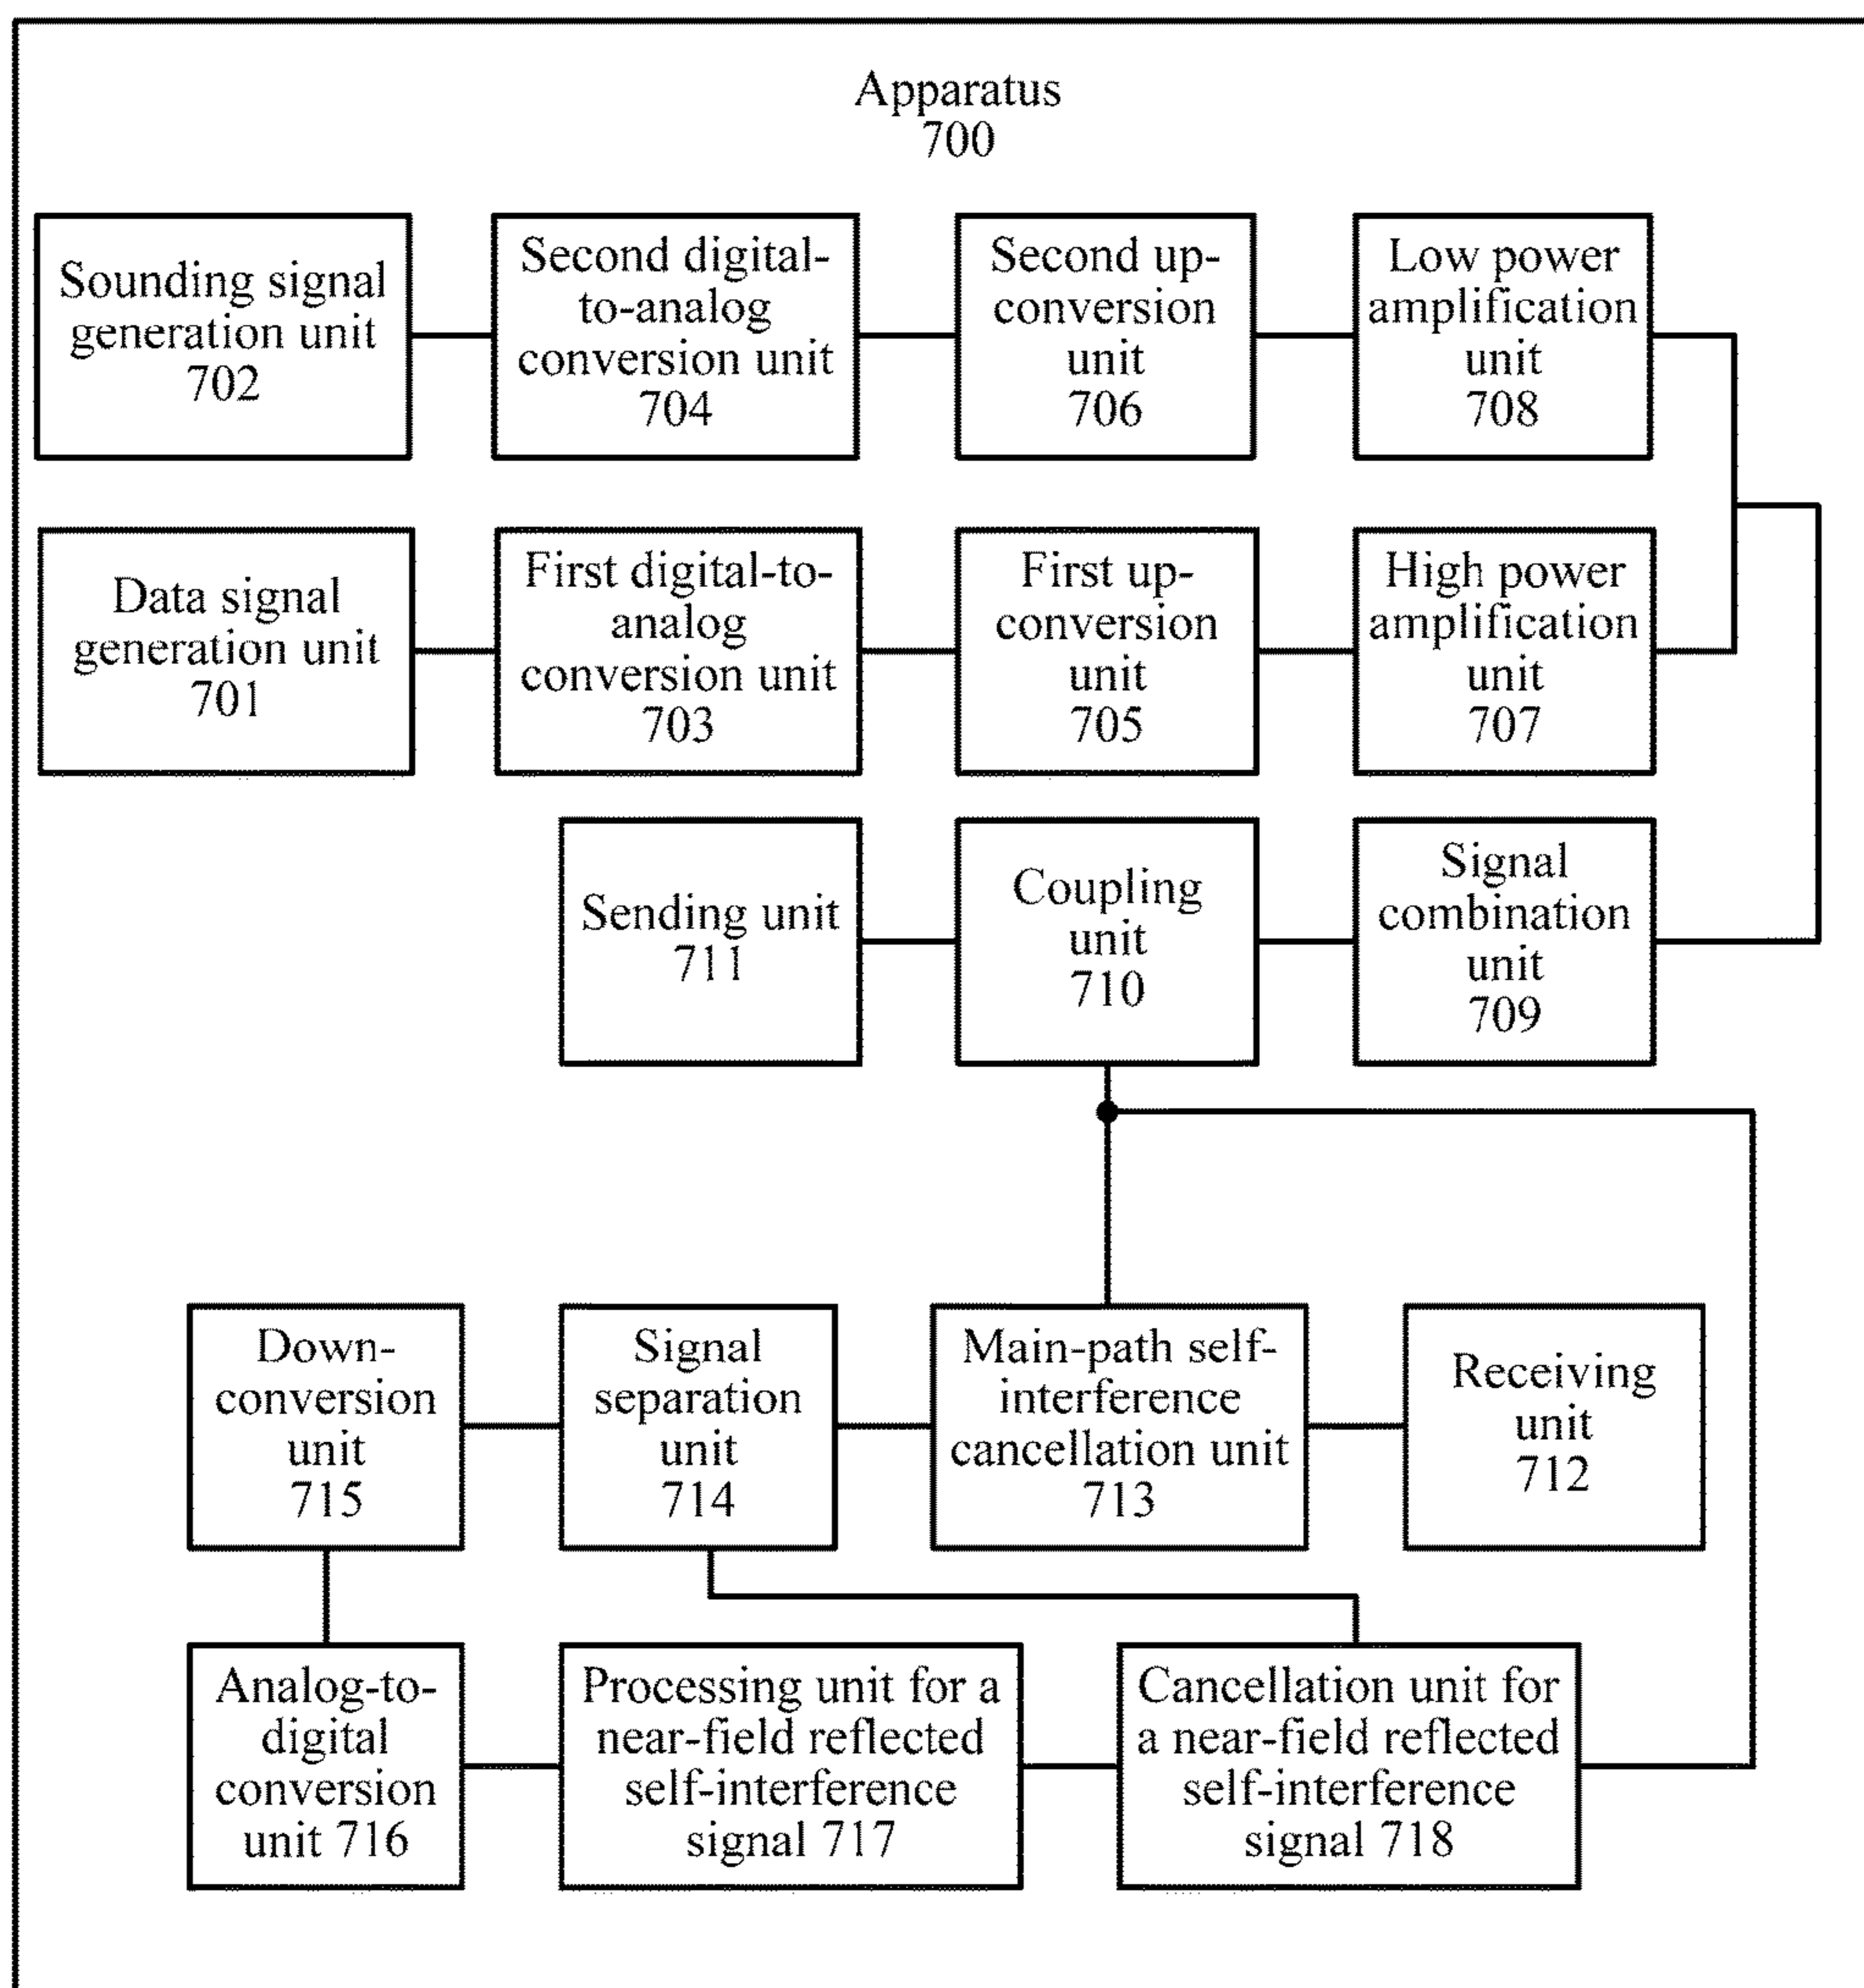 Apparatus
700
Sounding signal
generation unit
702
Second digital-
to-analog
conversion unit
704
Second up-
conversion
unit
706
Low power
amplification
unit
708
Data signal
generation unit
701
First digital-to-
analog
conversion unit
703
First up-
conversion
unit
705
High power
amplification
unit
707
Sending unit
711
Coupling
unit
710
Signal
combination
unit
709
Down-
conversion
unit
715
Signal
separation
unit
714
Main-path self-
interference
cancellation unit
713
Receiving
unit
712
Analog-to-
digital
conversion
unit 716
Processing unit for a
near-field reflected
self-interference
signal 717
Cancellation unit for
a near-field reflected
self-interference
signal 718